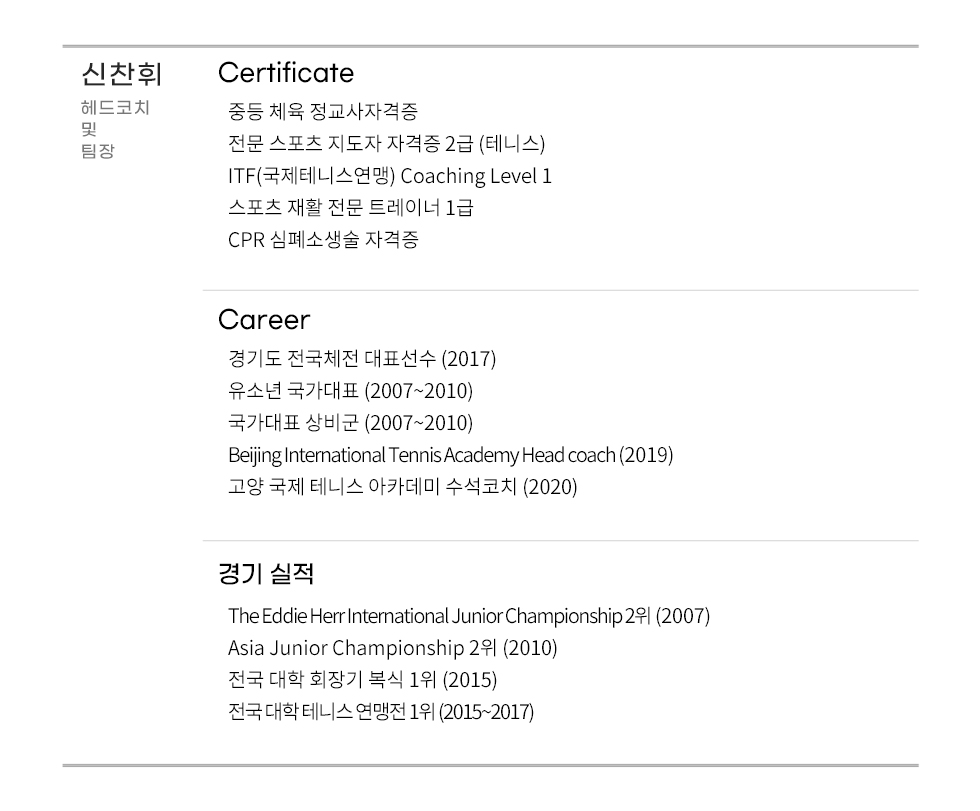 신찬휘
헤드코치
및
팀장
Certificate
중등 체육 정교사자격증
전문 스포츠 지도자 자격증 2급 (테니스)
ITF(국제테니스연맹) Coaching Level 1
스포츠 재활 전문 트레이너 1급
CPR 심폐소생술 자격증
Career
경기도 전국체전 대표선수 (2017)
유소년 국가대표 (2007~2010)
국가대표 상비군 (2007~2010)
Beijing International Tennis Academy Head coach (2019)
고양 국제 테니스 아카데미 수석코치 (2020)
경기 실적
The Eddie Herr International Junior Championship 2위 (2007)
Asia Junior Championship 2위 (2010)
전국 대학 회장기 복식 1위 (2015)
전국 대학 테니스 연맹전 1위 (2015~2017)